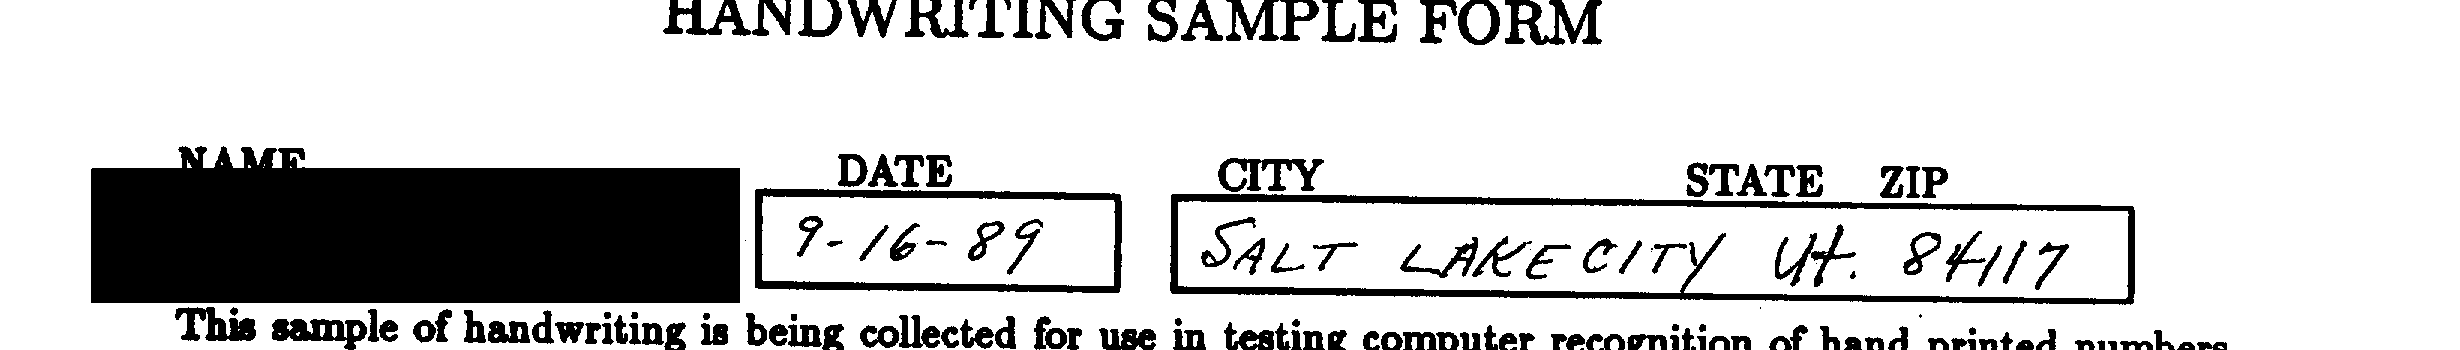 HANDWRITING SAMPLE FORM
NAME DATE CITY STATE ZIP
9-16-89 SALT LAKE CITY Ut. 84117
This sample of handwriting is being collected for use in testing computer recognition of hand printed numbers